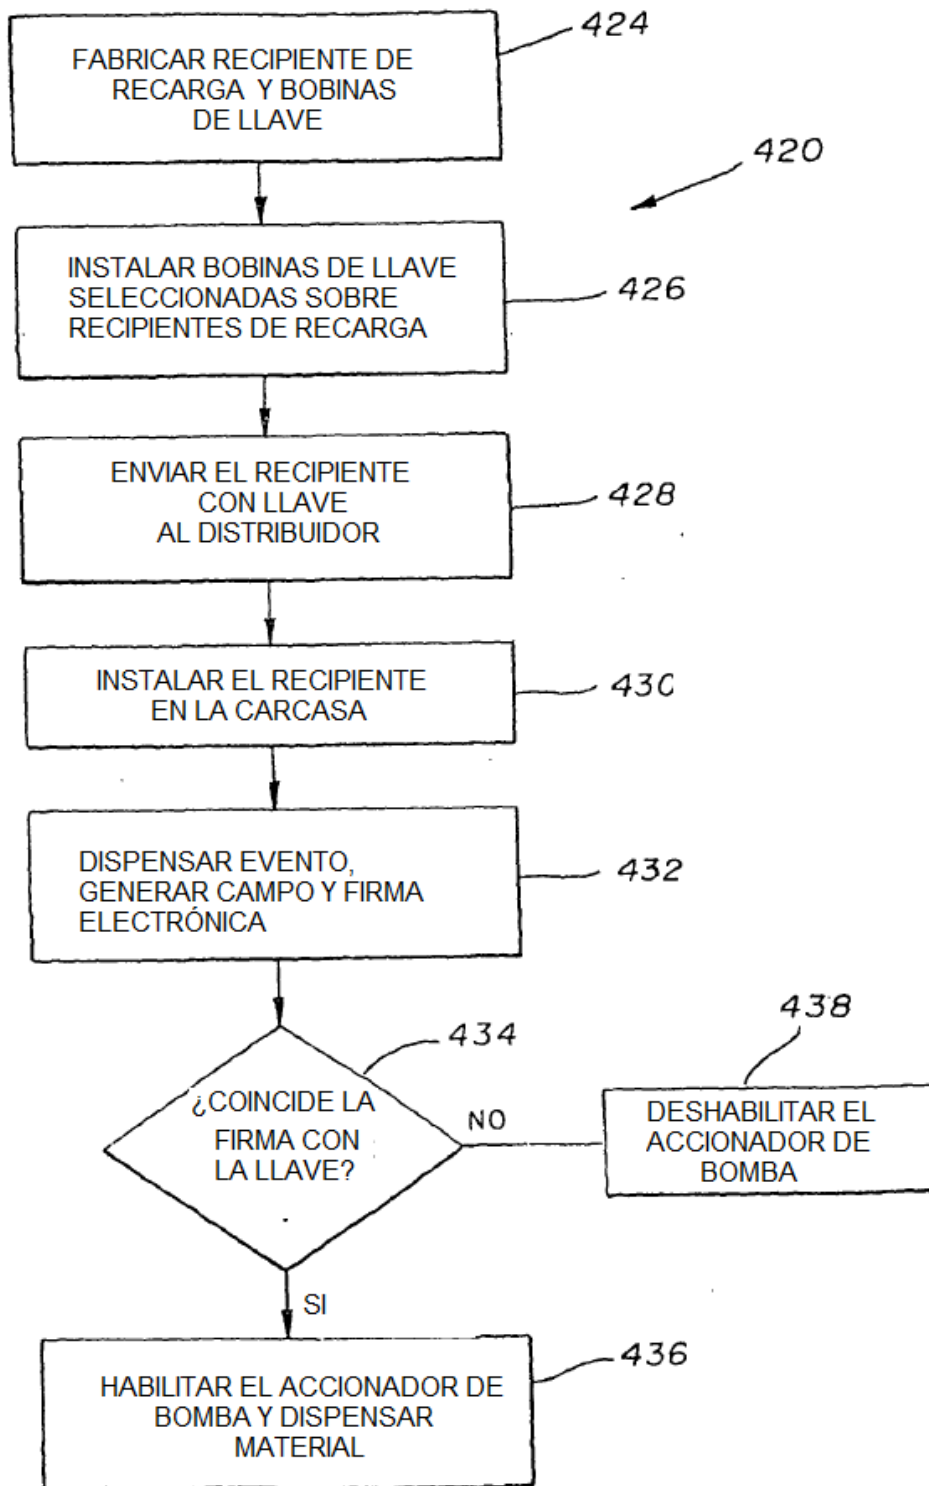 424
FABRICAR RECIPIENTE DE
RECARGA Y BOBINAS
DE LLAVE
420
INSTALAR BOBINAS DE LLAVE
SELECCIONADAS SOBRE
RECIPIENTES DE RECARGA
426
ENVIAR EL RECIPIENTE
CON LLAVE
AL DISTRIBUIDOR
428
INSTALAR EL RECIPIENTE
EN LA CARCASA
430
DISPENSAR EVENTO,
GENERAR CAMPO Y FIRMA
ELECTRÓNICA
432
434
¿COINCIDE LA
FIRMA CON
LA LLAVE?
NO
438
DESHABILITAR EL
ACCIONADOR DE
BOMBA
SI
HABILITAR EL ACCIONADOR DE
BOMBA Y DISPENSAR
MATERIAL
436